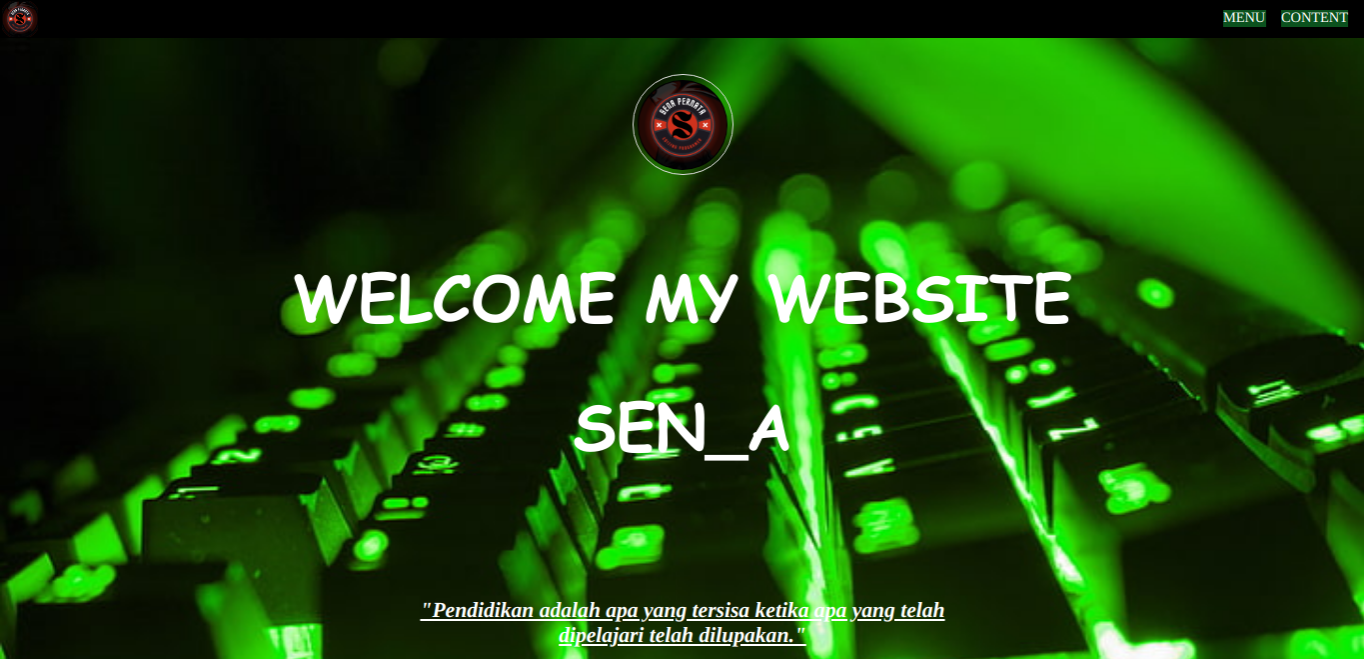 MENU CONTENT
SENA PERMATA
S
WELCOME MY WEBSITE
SEN_A
"Pendidikan adalah apa yang tersisa ketika apa yang telah
dipelajari telah dilupakan."